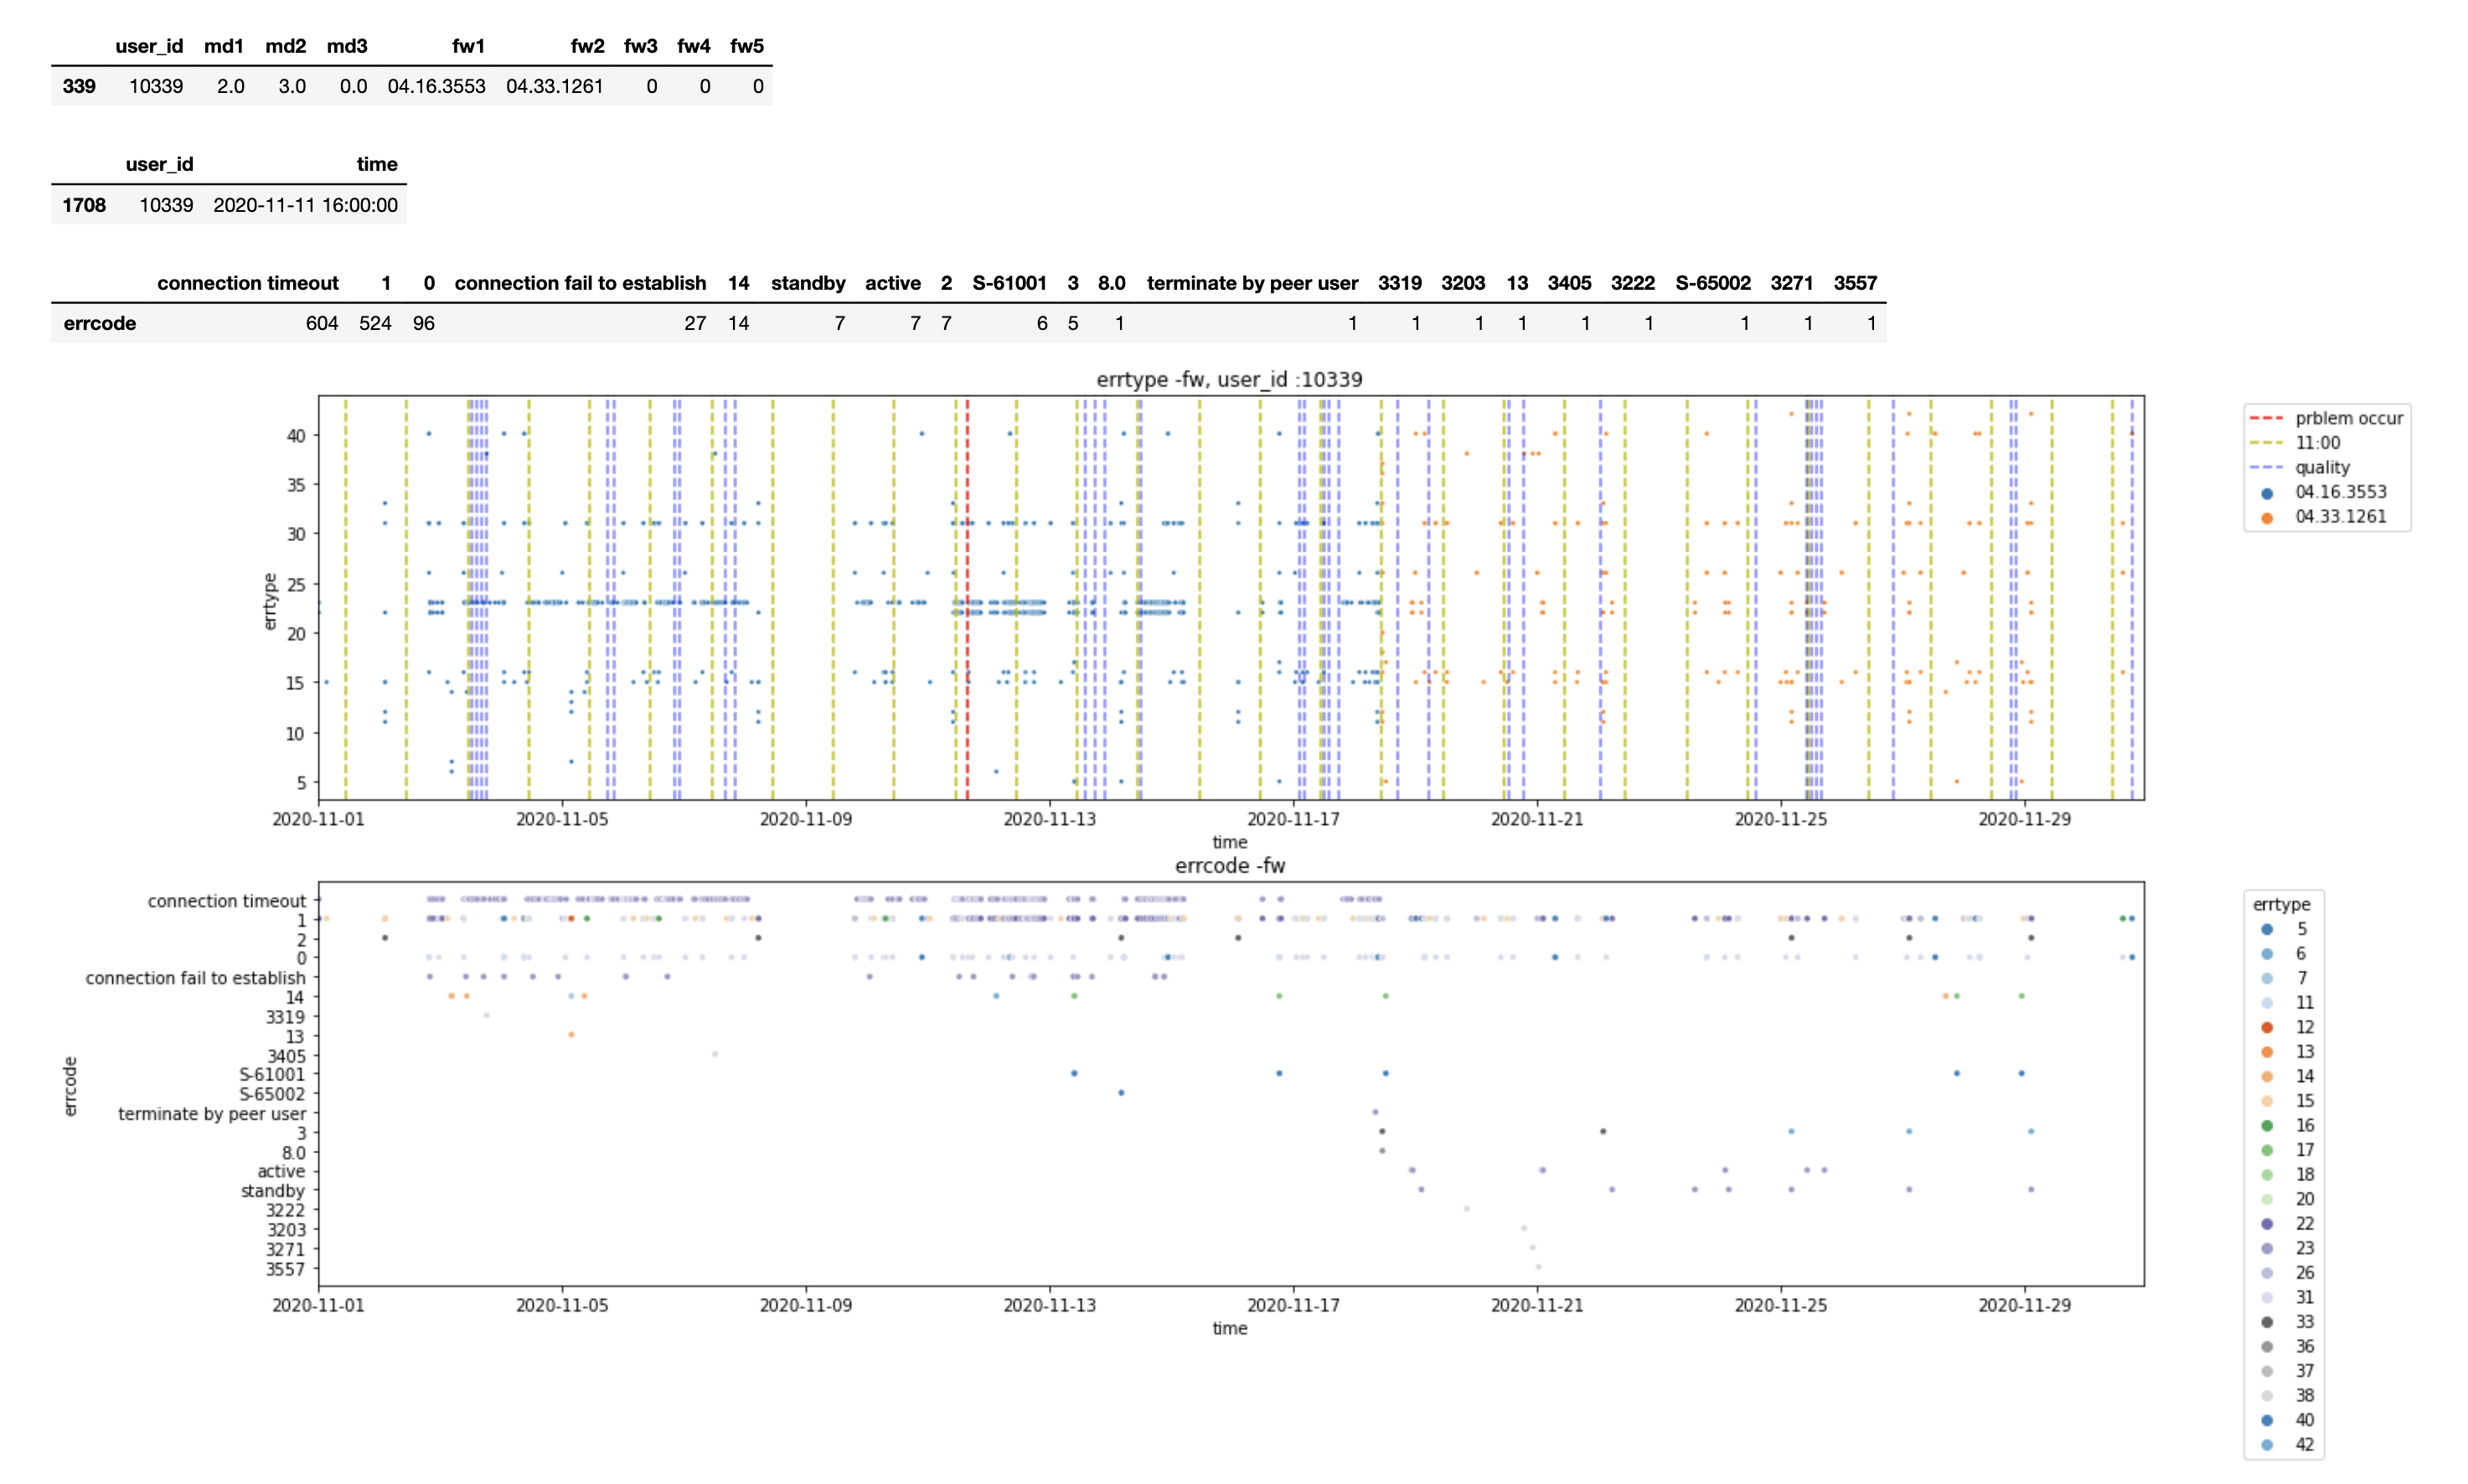 user_id md1 md2 md3 fw1 fw2 fw3 fw4 fw5
339 10339 2.0 3.0 0.0 04.16.3553 04.33.1261 0 0 0
user_id time
1708 10339 2020-11-11 16:00:00
connection timeout 1 0 connection fail to establish 14 standby active 2 S-61001 3 8.0 terminate by peer user 3319 3203 13 3405 3222 S-65002 3271 3557
errcode 604 524 96 27 14 7 7 7 6 5 1 1 1 1 1 1 1 1 1 1
errtype -fw, user_id :10339
40
35
30
25
20
15
10
5
errtype
2020-11-01 2020-11-05 2020-11-09 2020-11-13 2020-11-17 2020-11-21 2020-11-25 2020-11-29
time
prblem occur
11:00
quality
04.16.3553
04.33.1261
errcode -fw
connection timeout
1
2
0
connection fail to establish
14
3319
13
3405
S-61001
S-65002
terminate by peer user
3
8.0
active
standby
3222
3203
3271
3557
errcode
2020-11-01 2020-11-05 2020-11-09 2020-11-13 2020-11-17 2020-11-21 2020-11-25 2020-11-29
time
errtype
5
6
7
11
12
13
14
15
16
17
18
20
22
23
26
31
33
36
37
38
40
42